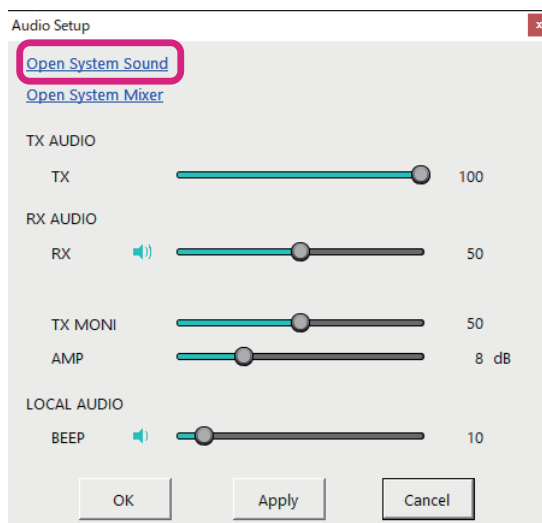 Audio Setup x
Open System Sound
Open System Mixer
TX AUDIO
TX 100
RX AUDIO
RX 50
TX MONI 50
AMP 8 dB
LOCAL AUDIO
BEEP 10
OK Apply Cancel